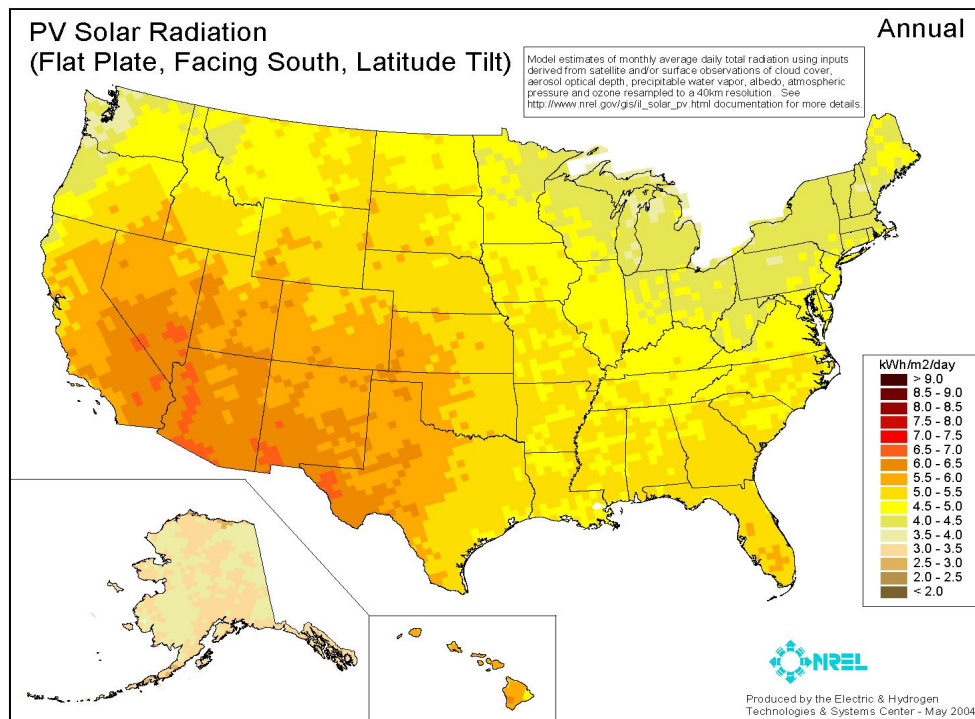 PV Solar Radiation
(Flat Plate, Facing South, Latitude Tilt)
Annual
Model estimates of monthly average daily total radiation using inputs
derived from satellite and/or surface observations of cloud cover,
aerosol optical depth, precipitable water vapor, albedo, atmospheric
pressure and ozone resampled to a 40km resolution. See
http://www.nrel.gov/gis/il_solar_pv.html documentation for more details.
kWh/m2/day
> 9.0
8.5 - 9.0
8.0 - 8.5
7.5 - 8.0
7.0 - 7.5
6.5 - 7.0
6.0 - 6.5
5.5 - 6.0
5.0 - 5.5
4.5 - 5.0
4.0 - 4.5
3.5 - 4.0
3.0 - 3.5
2.5 - 3.0
2.0 - 2.5
< 2.0
NREL
Produced by the Electric & Hydrogen
Technologies & Systems Center - May 2004